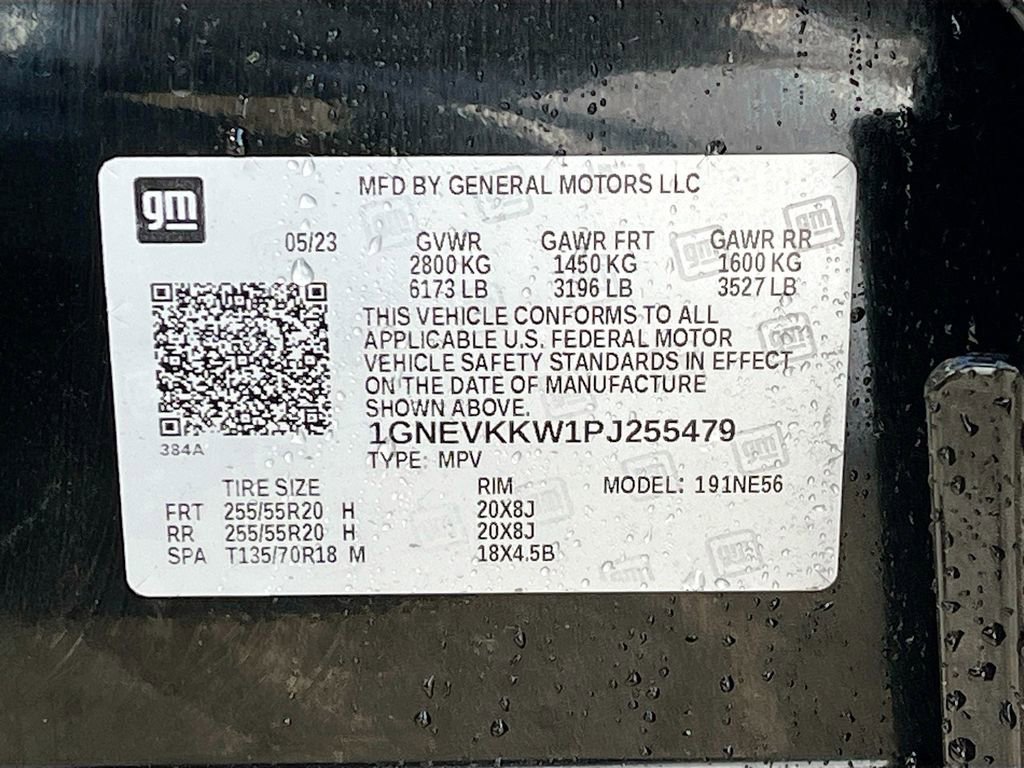 gm
MFD BY GENERAL MOTORS LLC
05/23 GVWR GAWR FRT GAWR RR
2800 KG 1450 KG 1600 KG
6173 LB 3196 LB 3527 LB
THIS VEHICLE CONFORMS TO ALL
APPLICABLE U.S. FEDERAL MOTOR
VEHICLE SAFETY STANDARDS IN EFFECT
ON THE DATE OF MANUFACTURE
SHOWN ABOVE.
1GNEVKKW1PJ255479
384A
TYPE: MPV
TIRE SIZE RIM MODEL: 191NE56
FRT 255/55R20 H 20X8J
RR 255/55R20 H 20X8J
SPA T135/70R18 M 18X4.5B